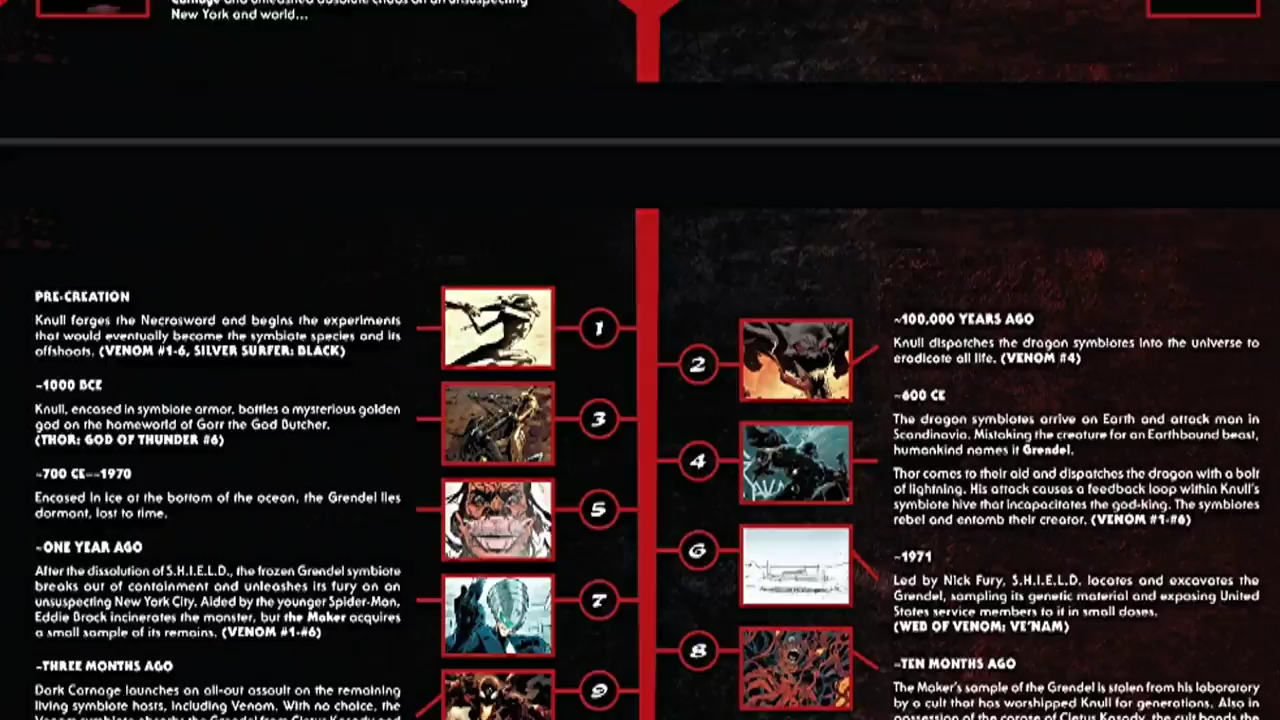 New York and world...
PRE-CREATION
Knull forges the Necrosword and begins the experiments
that would eventually become the symbiote species and its
offshoots. (VENOM #1-6, SILVER SURFER: BLACK)
1
~100,000 YEARS AGO
Knull dispatches the dragon symbiotes into the universe to
eradicate all life. (VENOM #4)
2
~1000 BCE
Knull, encased in symbiote armor, battles a mysterious golden
god on the homeworld of Gorr the God Butcher.
(THOR: GOD OF THUNDER #6)
3
~600 CE
The dragon symbiotes arrive on Earth and attack man in
Scandinavia. Mistaking the creature for an Earthbound beast,
humankind names it Grendel.
Thor comes to their aid and dispatches the dragon with a bolt
of lightning. His attack causes a feedback loop within Knull's
symbiote hive that incapacitates the god-king. The symbiotes
rebel and entomb their creator. (VENOM #1-#6)
4
~700 CE—~1970
Encased in ice at the bottom of the ocean, the Grendel lies
dormant, lost to time.
5
~1971
Led by Nick Fury, S.H.I.E.L.D. locates and excavates the
Grendel, sampling its genetic material and exposing United
States service members to it in small doses.
(WEB OF VENOM: VE'NAM)
6
~ONE YEAR AGO
After the dissolution of S.H.I.E.L.D., the frozen Grendel symbiote
breaks out of containment and unleashes its fury on an
unsuspecting New York City. Aided by the younger Spider-Man,
Eddie Brock incinerates the monster, but the Maker acquires
a small sample of its remains. (VENOM #1-#6)
7
~TEN MONTHS AGO
The Maker's sample of the Grendel is stolen from his laboratory
by a cult that has worshipped Knull for generations. Also in
8
~THREE MONTHS AGO
Dark Carnage launches an all-out assault on the remaining
living symbiote hosts, including Venom. With no choice, the
9